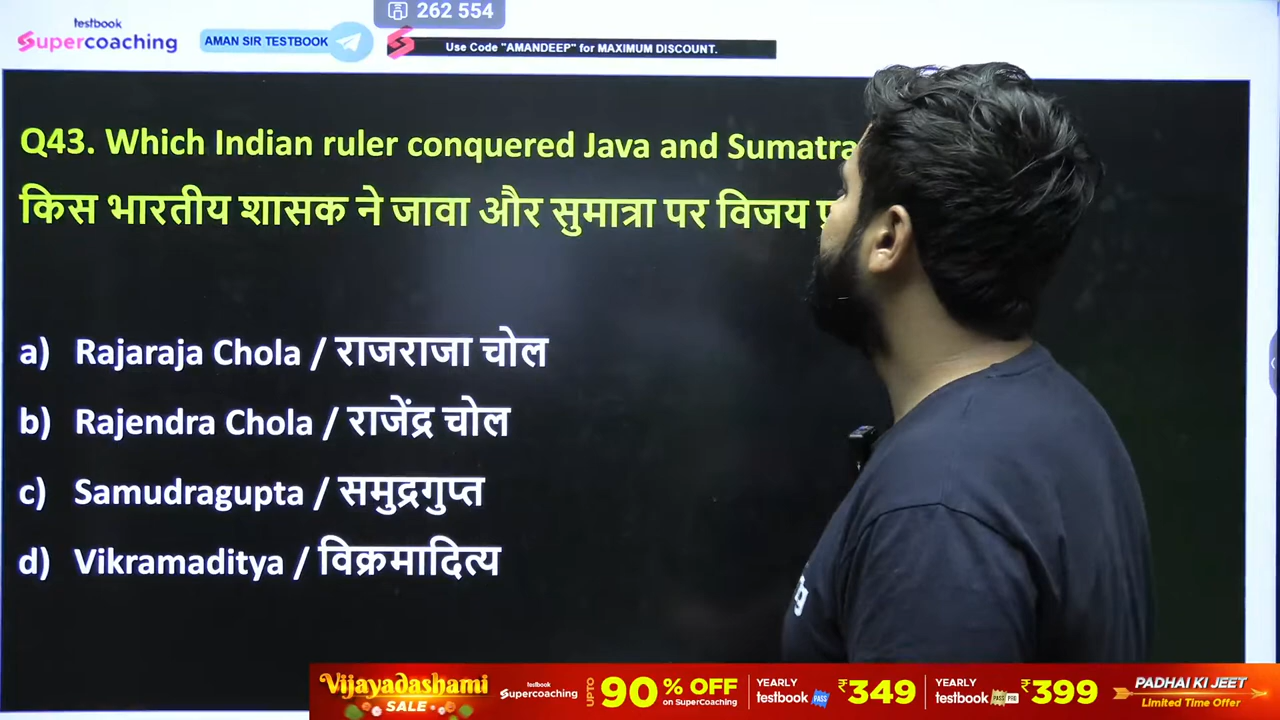 testbook
Supercoaching
AMAN SIR TESTBOOK
262 554
Use Code "AMANDEEP" for MAXIMUM DISCOUNT.
Q43. Which Indian ruler conquered Java and Sumatra
किस भारतीय शासक ने जावा और सुमात्रा पर विजय
a) Rajaraja Chola / राजराजा चोल
b) Rajendra Chola / राजेंद्र चोल
c) Samudragupta / समुद्रगुप्त
d) Vikramaditya / विक्रमादित्य
Vijayadashami
SALE
testbook
Supercoaching
UPTO
90% OFF
on SuperCoaching
YEARLY
testbook PASS
₹349
YEARLY
testbook PASS PRO
₹399
PADHAI KI JEET
Limited Time Offer